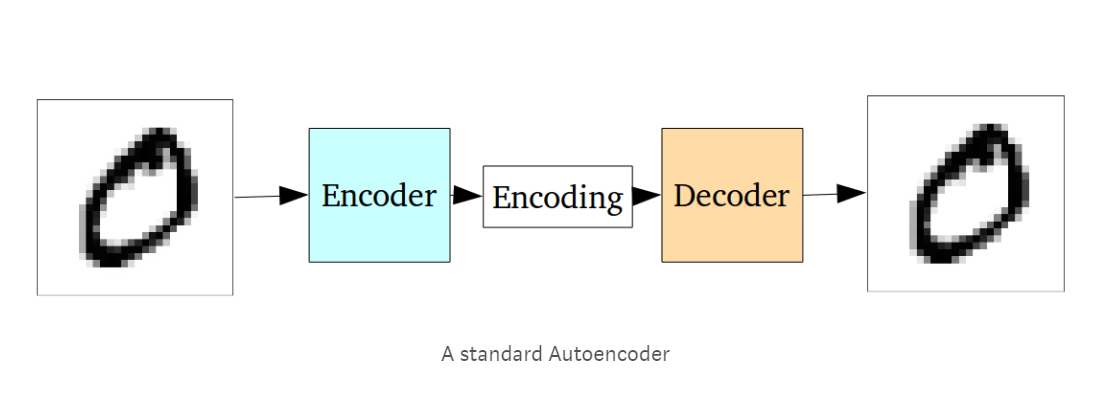 Encoder
Encoding
Decoder
A standard Autoencoder